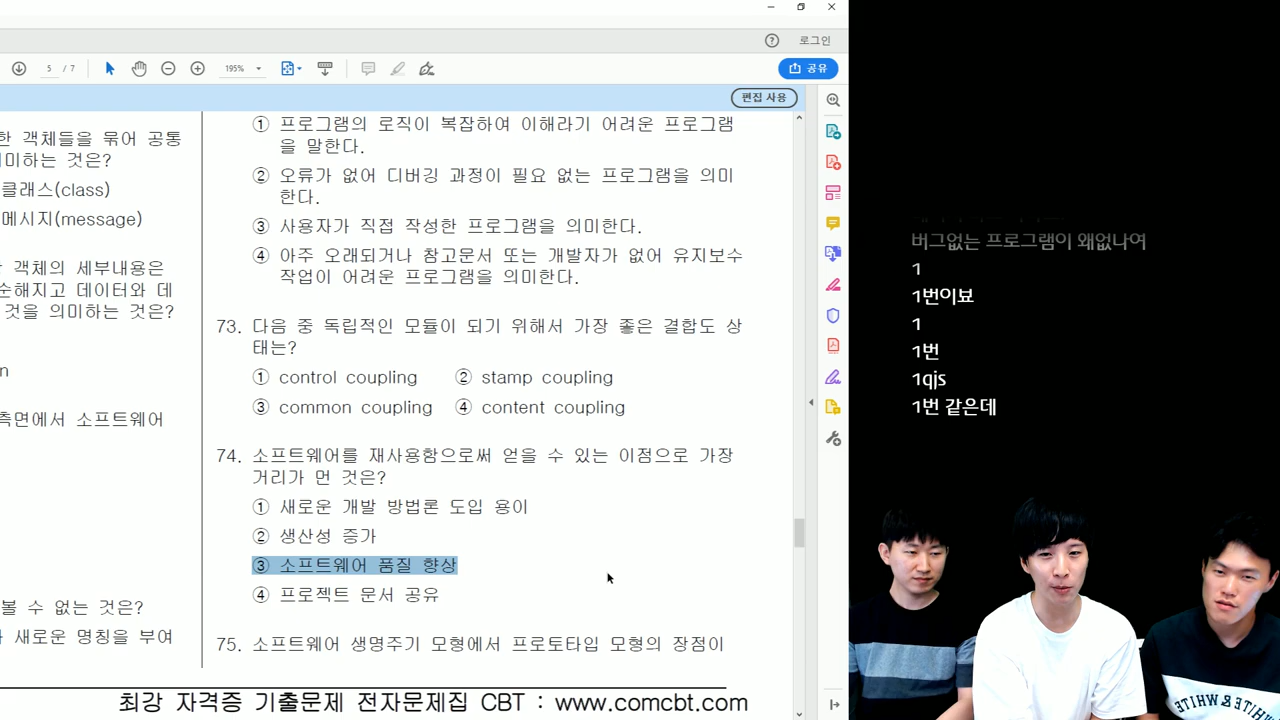 로그인
5 / 7
195%
공유
편집 사용
한 객체들을 묶어 공통
미하는 것은?
클래스(class)
메시지(message)
객체의 세부내용은
순해지고 데이터와 데
것을 의미하는 것은?
n
측면에서 소프트웨어
볼 수 없는 것은?
새로운 명칭을 부여
① 프로그램의 로직이 복잡하여 이해라기 어려운 프로그램
을 말한다.
② 오류가 없어 디버깅 과정이 필요 없는 프로그램을 의미
한다.
③ 사용자가 직접 작성한 프로그램을 의미한다.
④ 아주 오래되거나 참고문서 또는 개발자가 없어 유지보수
작업이 어려운 프로그램을 의미한다.
73. 다음 중 독립적인 모듈이 되기 위해서 가장 좋은 결합도 상
태는?
① control coupling ② stamp coupling
③ common coupling ④ content coupling
74. 소프트웨어를 재사용함으로써 얻을 수 있는 이점으로 가장
거리가 먼 것은?
① 새로운 개발 방법론 도입 용이
② 생산성 증가
③ 소프트웨어 품질 향상
④ 프로젝트 문서 공유
75. 소프트웨어 생명주기 모형에서 프로토타입 모형의 장점이
최강 자격증 기출문제 전자문제집 CBT : www.comcbt.com
버그없는 프로그램이 왜없나여
1
1번이뵤
1
1번
1qjs
1번 같은데